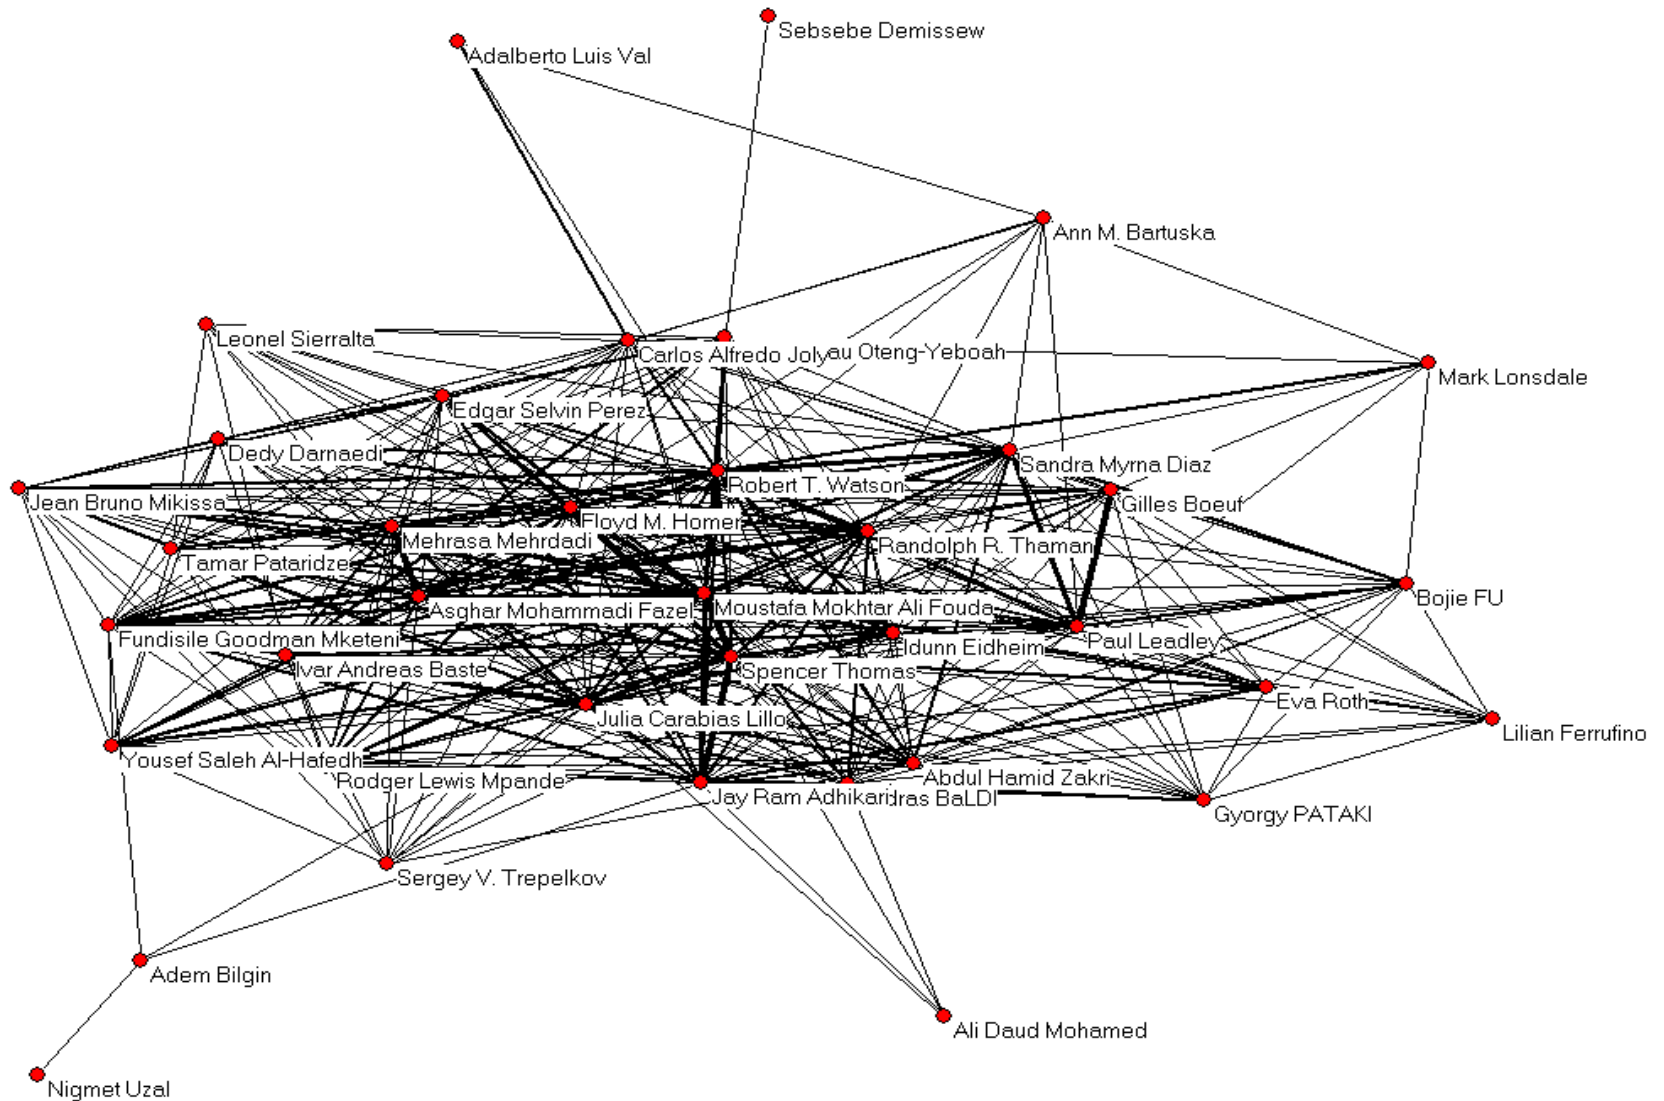 Sebsebe Demissew
Adalberto Luis Val
Ann M. Bartuska
Leonel Sierralta
Carlos Alfredo Joly
au Oteng-Yeboah
Mark Lonsdale
Edgar Selvin Perez
Dedy Darnaedi
Sandra Myrna Diaz
Robert T. Watson
Jean Bruno Mikissa
Gilles Boeuf
Floyd M. Homer
Mehrasa Mehrdadi
Randolph R. Thaman
Tamar Pataridze
Bojie FU
Asghar Mohammadi Fazel
Moustafa Mokhtar Ali Fouda
Fundisile Goodman Mketeni
Paul Leadley
Idunn Eidheim
Ivar Andreas Baste
Spencer Thomas
Eva Roth
Julia Carabias Lillo
Lilian Ferrufino
Yousef Saleh Al-Hafedh
Rodger Lewis Mpande
Abdul Hamid Zakri
Jay Ram Adhikari
dras BaLDI
Gyorgy PATAKI
Sergey V. Trepelkov
Adem Bilgin
Ali Daud Mohamed
Nigmet Uzal